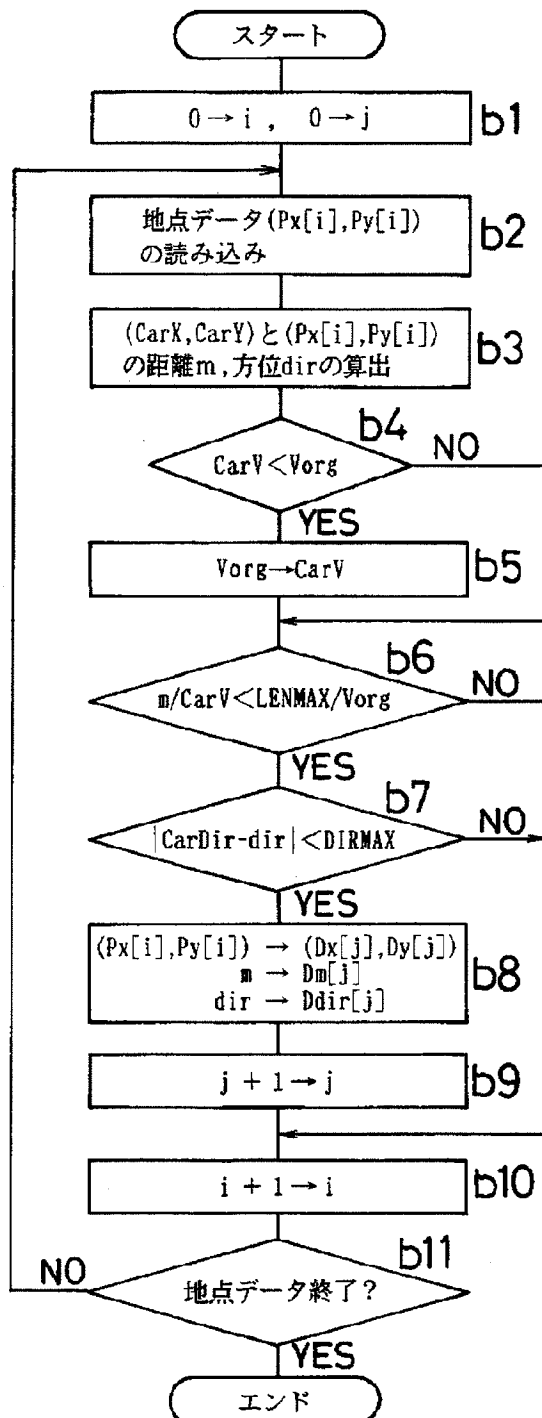 スタート
0→i , 0→j
b1
地点データ(Px[i],Py[i])
の読み込み
b2
(CarX,CarY)と(Px[i],Py[i])
の距離m,方位dirの算出
b3
b4
CarV<Vorg
NO
YES
Vorg→CarV
b5
b6
m/CarV<LENMAX/Vorg
NO
YES
b7
|CarDir-dir|<DIRMAX
NO
YES
(Px[i],Py[i]) → (Dx[j],Dy[j])
m → Dm[j]
dir → Ddir[j]
b8
j + 1→j
b9
i + 1→i
b10
b11
NO
地点データ終了?
YES
エンド